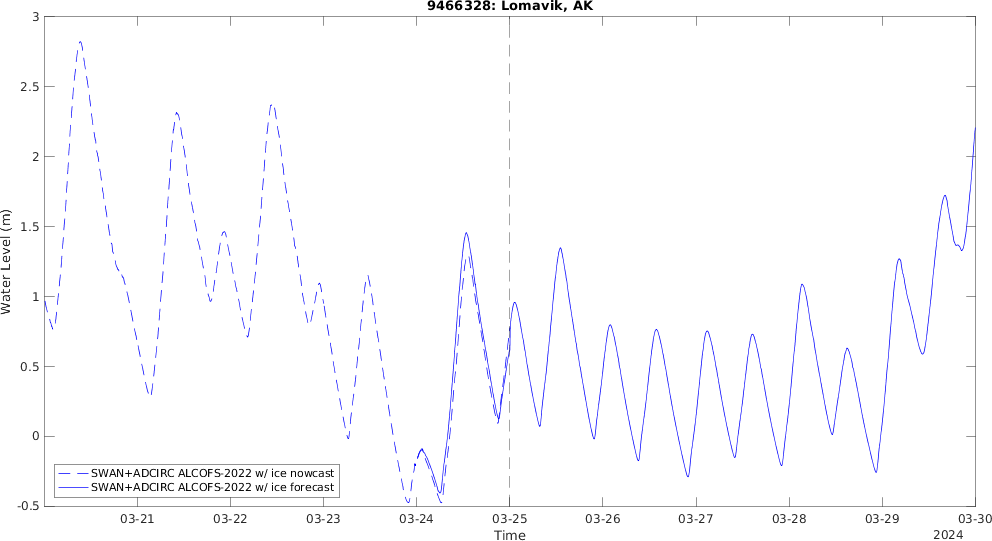 9466328: Lomavik, AK
Water Level (m)
3
2.5
2
1.5
1
0.5
0
-0.5
SWAN+ADCIRC ALCOFS-2022 w/ ice nowcast
SWAN+ADCIRC ALCOFS-2022 w/ ice forecast
03-21 03-22 03-23 03-24 03-25 03-26 03-27 03-28 03-29 03-30
Time
2024